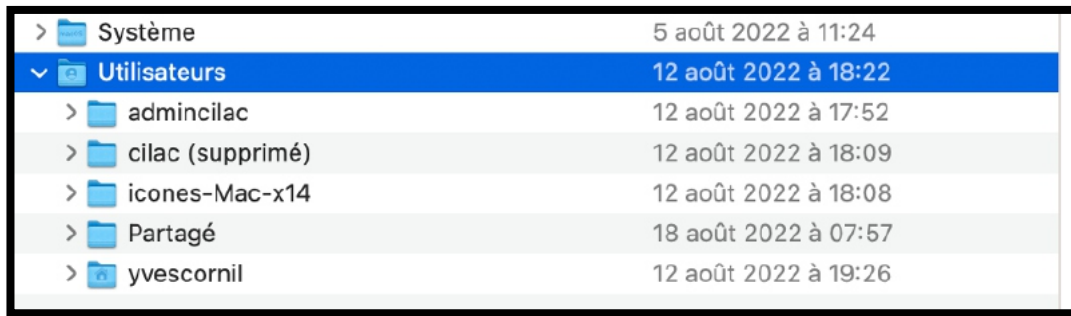 Système 5 août 2022 à 11:24
Utilisateurs 12 août 2022 à 18:22
admincilac 12 août 2022 à 17:52
cilac (supprimé) 12 août 2022 à 18:09
icones-Mac-x14 12 août 2022 à 18:08
Partagé 18 août 2022 à 07:57
yvescornil 12 août 2022 à 19:26